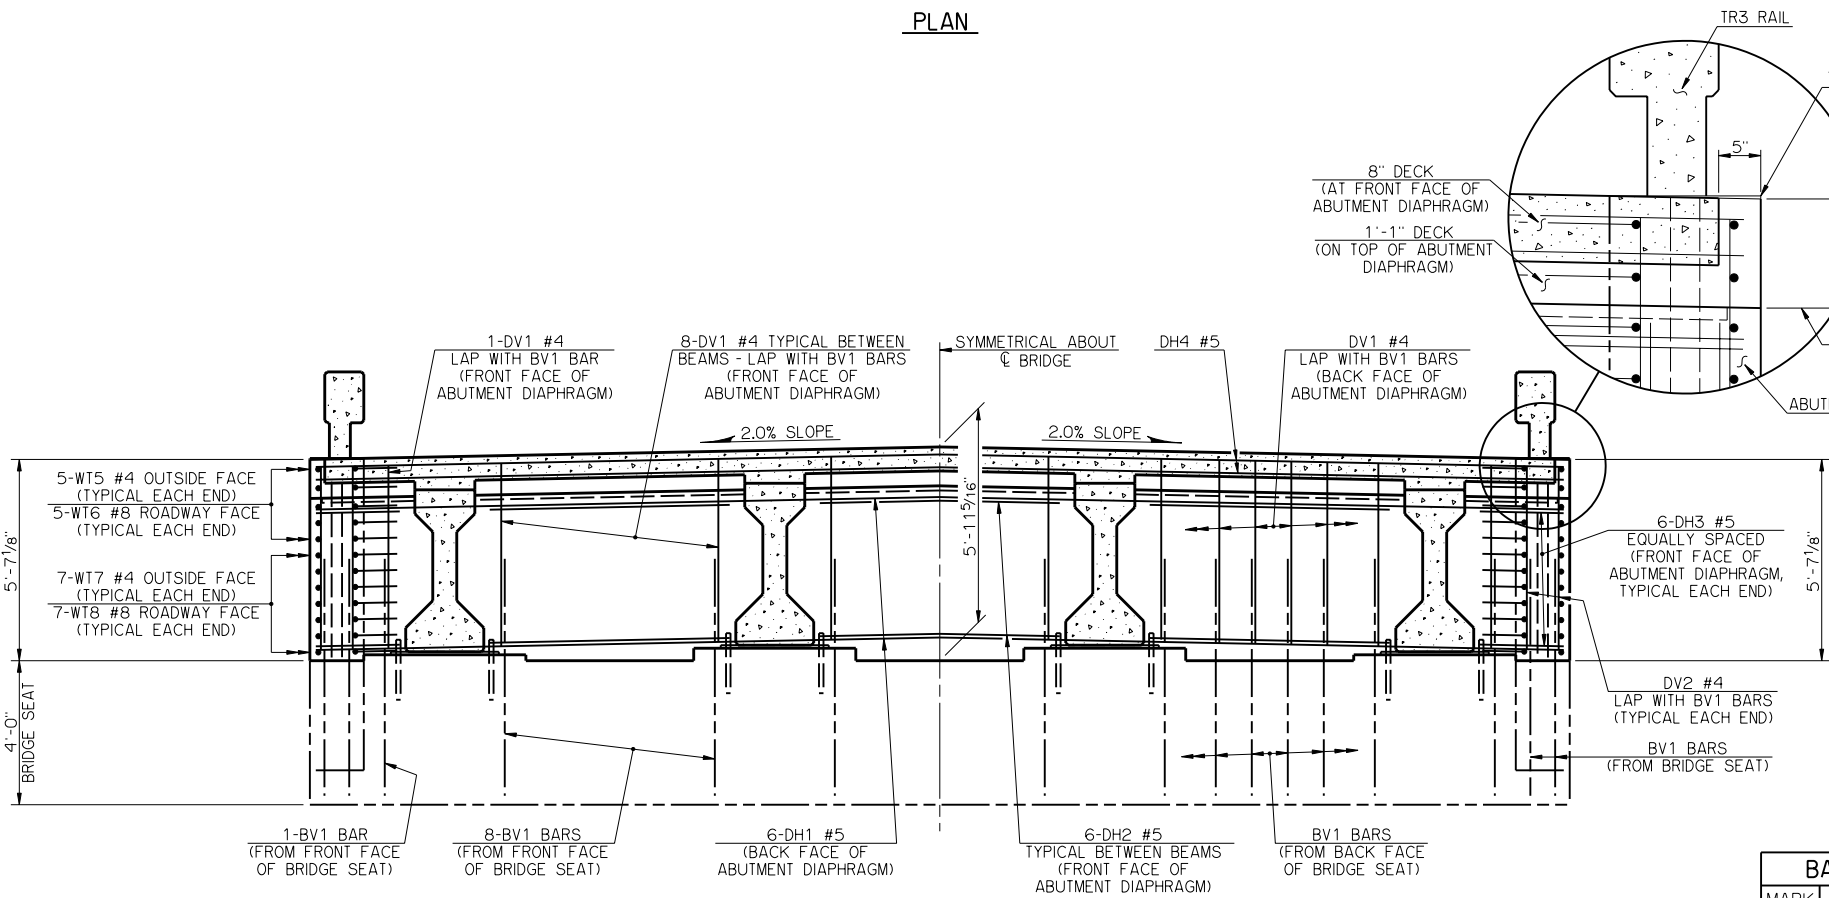 PLAN
TR3 RAIL
5"
8" DECK
(AT FRONT FACE OF
ABUTMENT DIAPHRAGM)
1'-1" DECK
(ON TOP OF ABUTMENT
DIAPHRAGM)
1-DV1 #4
LAP WITH BV1 BAR
(FRONT FACE OF
ABUTMENT DIAPHRAGM)
8-DV1 #4 TYPICAL BETWEEN
BEAMS - LAP WITH BV1 BARS
(FRONT FACE OF
ABUTMENT DIAPHRAGM)
SYMMETRICAL ABOUT
℄ BRIDGE
DH4 #5
DV1 #4
LAP WITH BV1 BARS
(BACK FACE OF
ABUTMENT DIAPHRAGM)
ABUT
2.0% SLOPE
2.0% SLOPE
5-WT5 #4 OUTSIDE FACE
(TYPICAL EACH END)
5-WT6 #8 ROADWAY FACE
(TYPICAL EACH END)
7-WT7 #4 OUTSIDE FACE
(TYPICAL EACH END)
7-WT8 #8 ROADWAY FACE
(TYPICAL EACH END)
5'-7 1/8"
5'-11 5/16"
6-DH3 #5
EQUALLY SPACED
(FRONT FACE OF
ABUTMENT DIAPHRAGM,
TYPICAL EACH END)
5'-7 1/8"
4'-0"
BRIDGE SEAT
DV2 #4
LAP WITH BV1 BARS
(TYPICAL EACH END)
BV1 BARS
(FROM BRIDGE SEAT)
1-BV1 BAR
(FROM FRONT FACE
OF BRIDGE SEAT)
8-BV1 BARS
(FROM FRONT FACE
OF BRIDGE SEAT)
6-DH1 #5
(BACK FACE OF
ABUTMENT DIAPHRAGM)
6-DH2 #5
TYPICAL BETWEEN BEAMS
(FRONT FACE OF
ABUTMENT DIAPHRAGM)
BV1 BARS
(FROM BACK FACE
OF BRIDGE SEAT)
BA
MARK